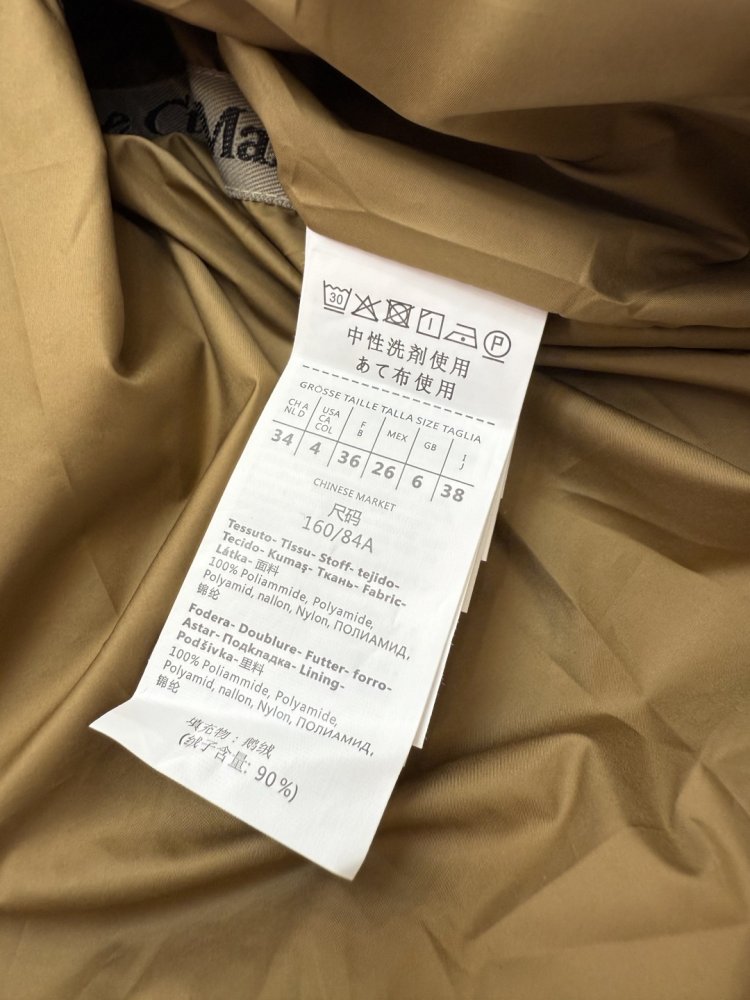 e C
Ma
30
P
中性洗剤使用
あて布使用
GRÖSSE TAILLE TALLA SIZE TAGLIA
CH A NL D USA CA COL F B MEX GB I J
34 4 36 26 6 38
CHINESE MARKET
尺码
160/84A
Tessuto- Tissu- Stoff- tejido-
Tecido- Kumaş- Ткань- Fabric-
Látka- 面料
100% Poliammide, Polyamide,
Polyamid, nallon, Nylon, ПОЛИАМИД,
锦纶
Fodera- Doublure- Futter- forro-
Astar- Подкладка- Lining-
Podšívka- 里料
100% Poliammide, Polyamide,
Polyamid, nallon, Nylon, ПОЛИАМИД,
锦纶
填充物：鹅绒
(绒子含量: 90%)